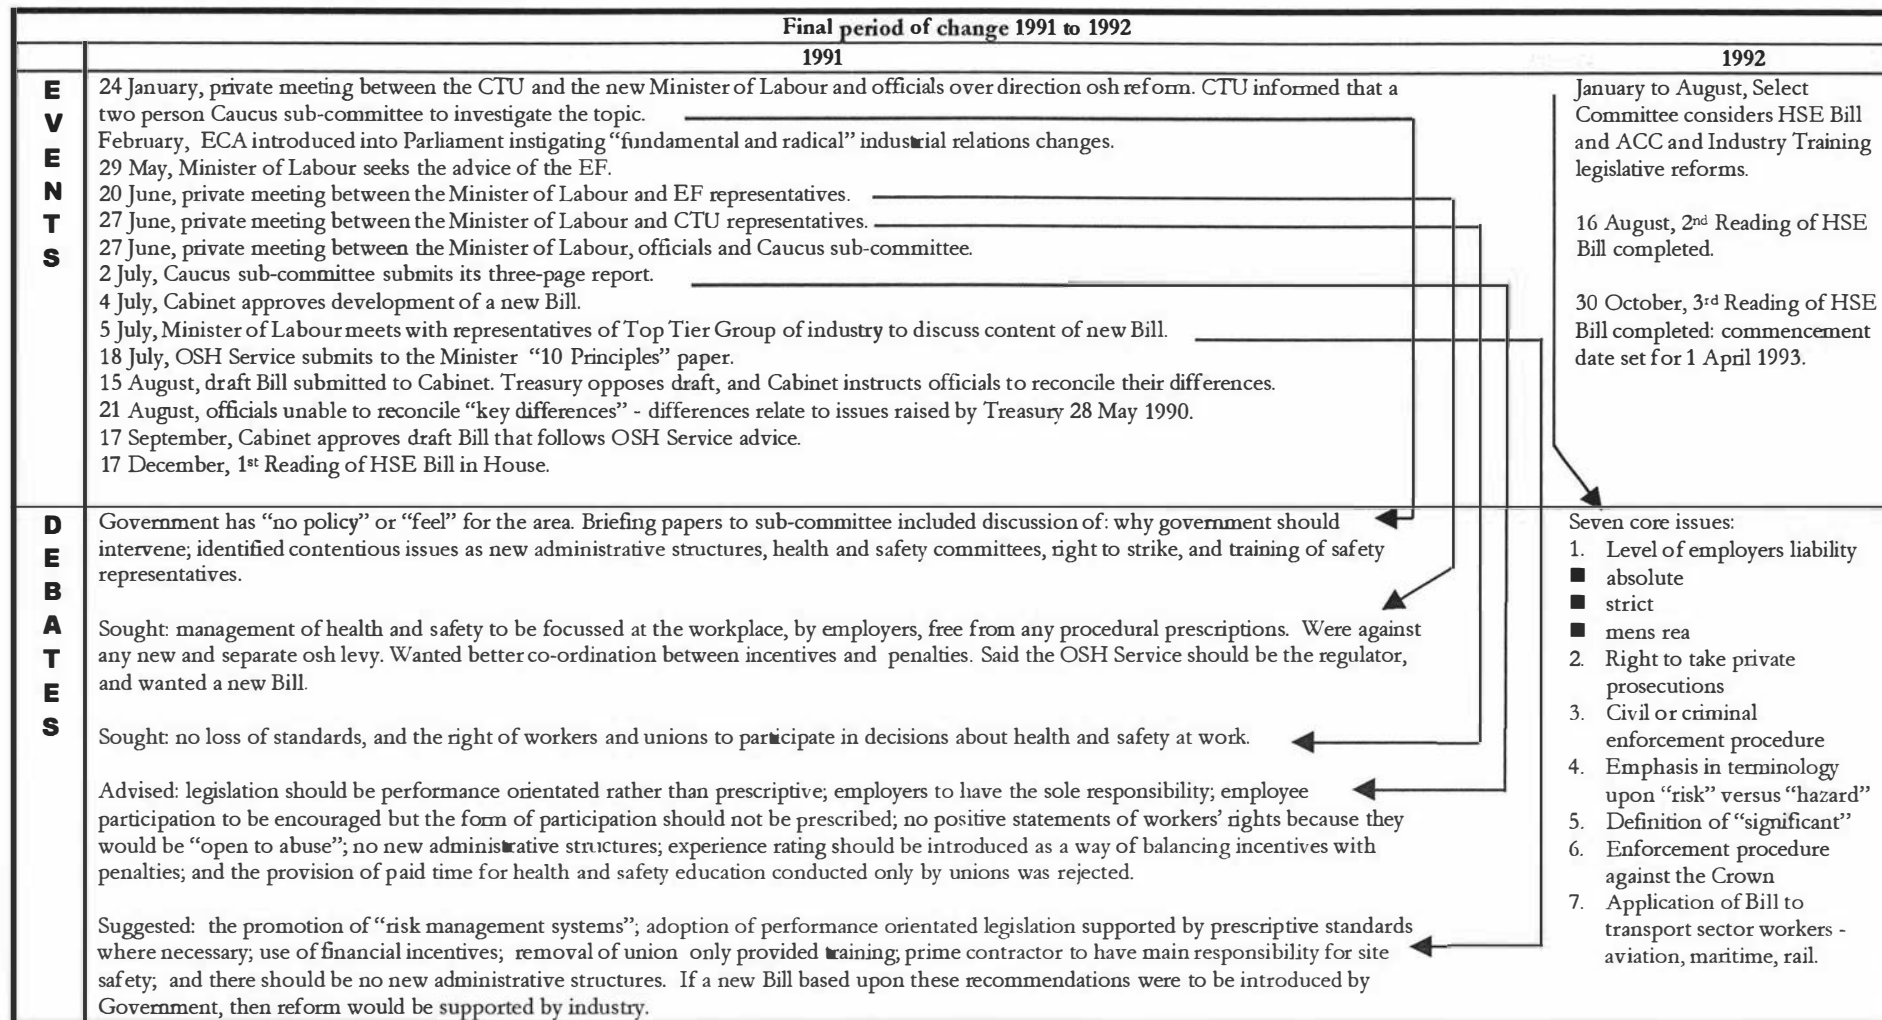 Final period of change 1991 to 1992
1991
1992
EVENTS
24 January, private meeting between the CTU and the new Minister of Labour and officials over direction osh reform. CTU informed that a
two person Caucus sub-committee to investigate the topic.
February, ECA introduced into Parliament instigating “fundamental and radical” industrial relations changes.
29 May, Minister of Labour seeks the advice of the EF.
20 June, private meeting between the Minister of Labour and EF representatives.
27 June, private meeting between the Minister of Labour and CTU representatives.
27 June, private meeting between the Minister of Labour, officials and Caucus sub-committee.
2 July, Caucus sub-committee submits its three-page report.
4 July, Cabinet approves development of a new Bill.
5 July, Minister of Labour meets with representatives of Top Tier Group of industry to discuss content of new Bill.
18 July, OSH Service submits to the Minister “10 Principles” paper.
15 August, draft Bill submitted to Cabinet. Treasury opposes draft, and Cabinet instructs officials to reconcile their differences.
21 August, officials unable to reconcile “key differences” - differences relate to issues raised by Treasury 28 May 1990.
17 September, Cabinet approves draft Bill that follows OSH Service advice.
17 December, 1st Reading of HSE Bill in House.
January to August, Select
Committee considers HSE Bill
and ACC and Industry Training
legislative reforms.
16 August, 2nd Reading of HSE
Bill completed.
30 October, 3rd Reading of HSE
Bill completed: commencement
date set for 1 April 1993.
DEBATES
Government has “no policy” or “feel” for the area. Briefing papers to sub-committee included discussion of: why government should
intervene; identified contentious issues as new administrative structures, health and safety committees, right to strike, and training of safety
representatives.
Sought: management of health and safety to be focussed at the workplace, by employers, free from any procedural prescriptions. Were against
any new and separate osh levy. Wanted better co-ordination between incentives and penalties. Said the OSH Service should be the regulator,
and wanted a new Bill.
Sought: no loss of standards, and the right of workers and unions to participate in decisions about health and safety at work.
Advised: legislation should be performance orientated rather than prescriptive; employers to have the sole responsibility; employee
participation to be encouraged but the form of participation should not be prescribed; no positive statements of workers’ rights because they
would be “open to abuse”; no new administrative structures; experience rating should be introduced as a way of balancing incentives with
penalties; and the provision of paid time for health and safety education conducted only by unions was rejected.
Suggested: the promotion of “risk management systems”; adoption of performance orientated legislation supported by prescriptive standards
where necessary; use of financial incentives; removal of union only provided training; prime contractor to have main responsibility for site
safety; and there should be no new administrative structures. If a new Bill based upon these recommendations were to be introduced by
Government, then reform would be supported by industry.
Seven core issues:
1. Level of employers liability
■ absolute
■ strict
■ mens rea
2. Right to take private
prosecutions
3. Civil or criminal
enforcement procedure
4. Emphasis in terminology
upon “risk” versus “hazard”
5. Definition of “significant”
6. Enforcement procedure
against the Crown
7. Application of Bill to
transport sector workers -
aviation, maritime, rail.